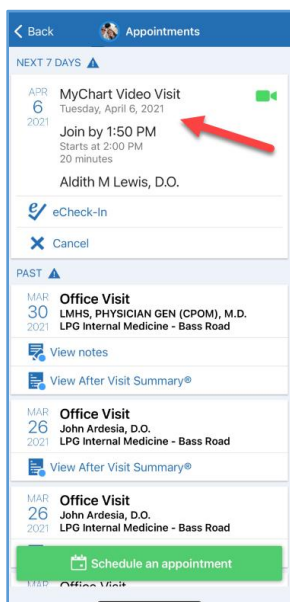 Back
Appointments
NEXT 7 DAYS
APR
6
2021
MyChart Video Visit
Tuesday, April 6, 2021
Join by 1:50 PM
Starts at 2:00 PM
20 minutes
Aldith M Lewis, D.O.
eCheck-In
Cancel
PAST
MAR
30
2021
Office Visit
LMHS, PHYSICIAN GEN (CPOM), M.D.
LPG Internal Medicine - Bass Road
View notes
View After Visit Summary®
MAR
26
2021
Office Visit
John Ardesia, D.O.
LPG Internal Medicine - Bass Road
View After Visit Summary®
MAR
26
2021
Office Visit
John Ardesia, D.O.
LPG Internal Medicine - Bass Road
Schedule an appointment
MAR
Office Visit